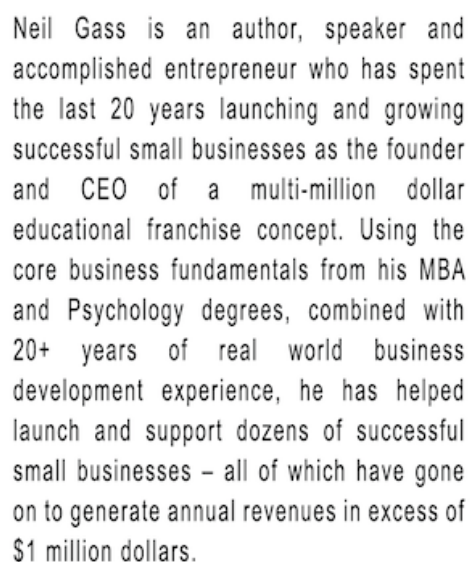 Neil Gass is an author, speaker and
accomplished entrepreneur who has spent
the last 20 years launching and growing
successful small businesses as the founder
and CEO of a multi-million dollar
educational franchise concept. Using the
core business fundamentals from his MBA
and Psychology degrees, combined with
20+ years of real world business
development experience, he has helped
launch and support dozens of successful
small businesses – all of which have gone
on to generate annual revenues in excess of
$1 million dollars.